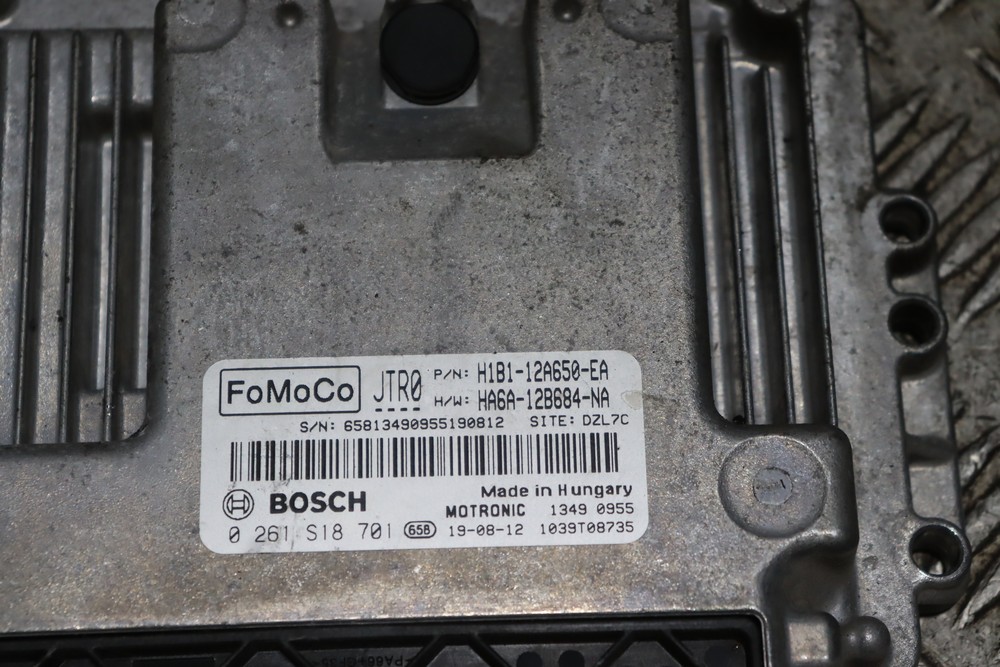 FoMoCo JTR0 P/N: H1B1-12A650-EA
H/W: HA6A-12B684-NA
S/N: 65813490955190812 SITE: DZL7C
BOSCH Made in Hungary
MOTRONIC 1349 0955
0 261 S18 701 658 19-08-12 1039T08735